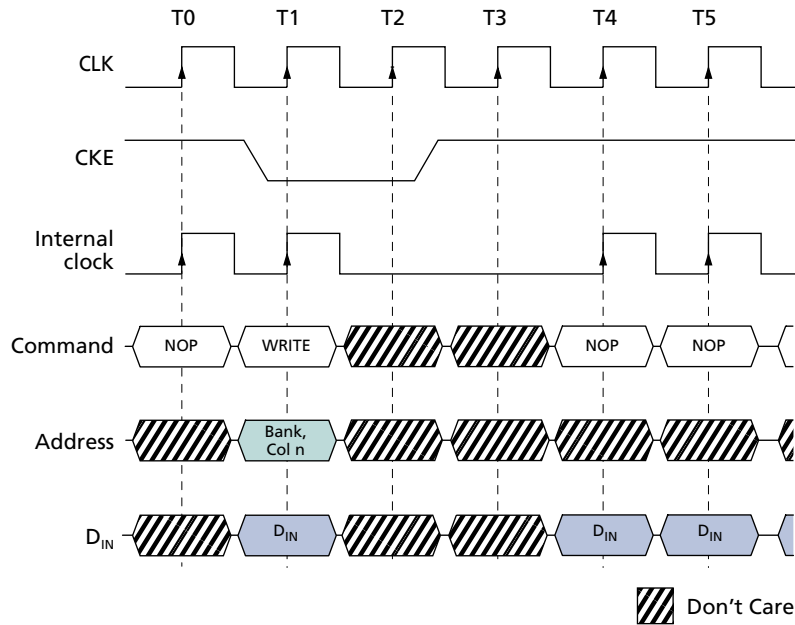 T0 T1 T2 T3 T4 T5
CLK
CKE
Internal
clock
Command NOP WRITE NOP NOP
Address Bank,
Col n
DIN DIN DIN DIN
Don't Care